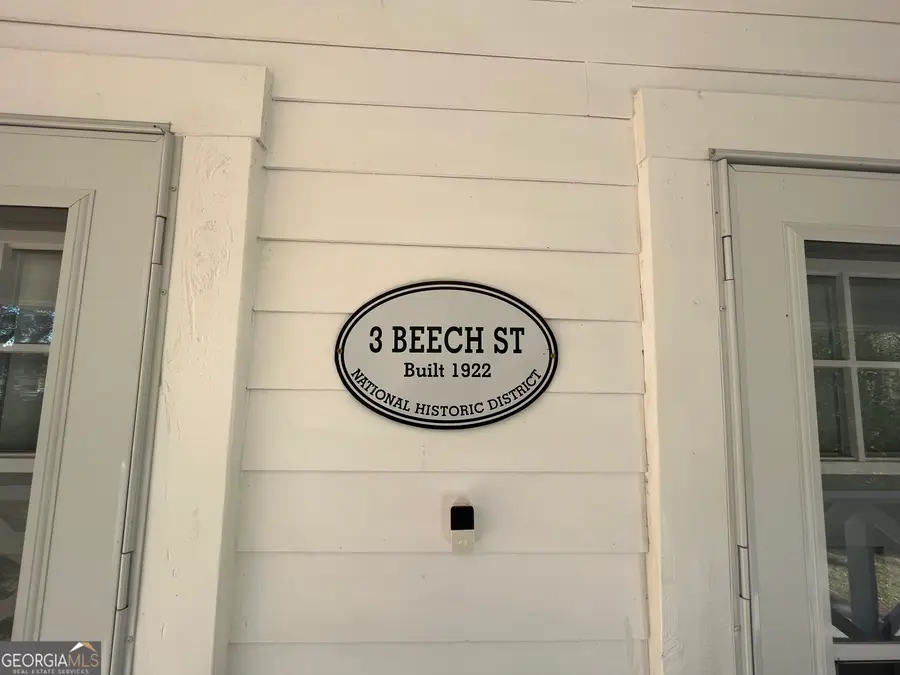 3 BEECH ST
Built 1922
NATIONAL HISTORIC DISTRICT
GEORGIAMLS
REAL ESTATE SERVICES